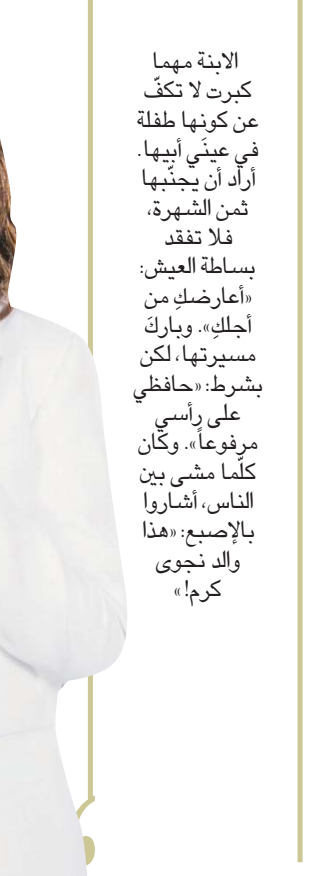 الابنة مهما
كبرت لا تكفّ
عن كونها طفلة
في عينَي أبيها.
أراد أن يجنّبها
ثمن الشهرة،
فلا تفقد
بساطة العيش:
«أعارضكِ من
أجلكِ». وباركَ
مسيرتها، لكن
بشرط: «حافظي
على رأسي
مرفوعاً». وكان
كلّما مشى بين
الناس، أشاروا
بالإصبع: «هذا
والد نجوى
كرم!»